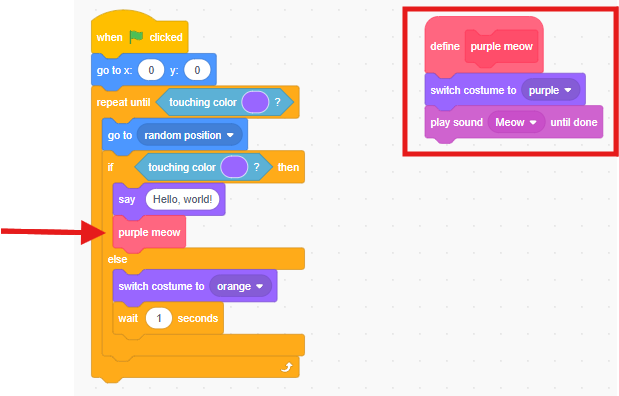 when clicked
go to x: 0 y: 0
repeat until touching color ?
go to random position
if touching color ? then
say Hello, world!
purple meow
else
switch costume to orange
wait 1 seconds
define purple meow
switch costume to purple
play sound Meow until done